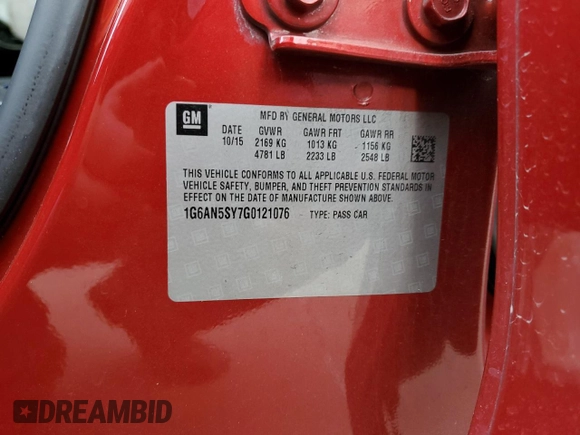 GM
MFD BY GENERAL MOTORS LLC
DATE GVWR GAWR FRT GAWR RR
10/15 2169 KG 1013 KG 1156 KG
4781 LB 2233 LB 2548 LB
THIS VEHICLE CONFORMS TO ALL APPLICABLE U.S. FEDERAL MOTOR
VEHICLE SAFETY, BUMPER, AND THEFT PREVENTION STANDARDS IN
EFFECT ON THE DATE OF MANUFACTURE SHOWN ABOVE.
1G6AN5SY7G0121076 TYPE: PASS CAR
DREAMBID